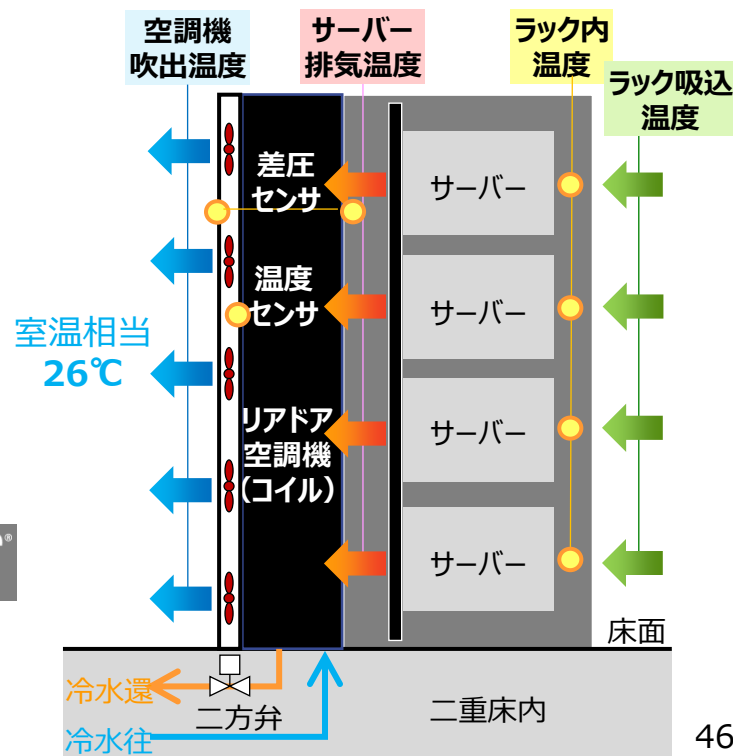 空調機
吹出温度
サーバー
排気温度
ラック内
温度
ラック吸込
温度
差圧
センサ
サーバー
温度
センサ
サーバー
室温相当
26℃
リアドア
空調機
（コイル）
サーバー
サーバー
床面
冷水還
二方弁
二重床内
冷水往
46